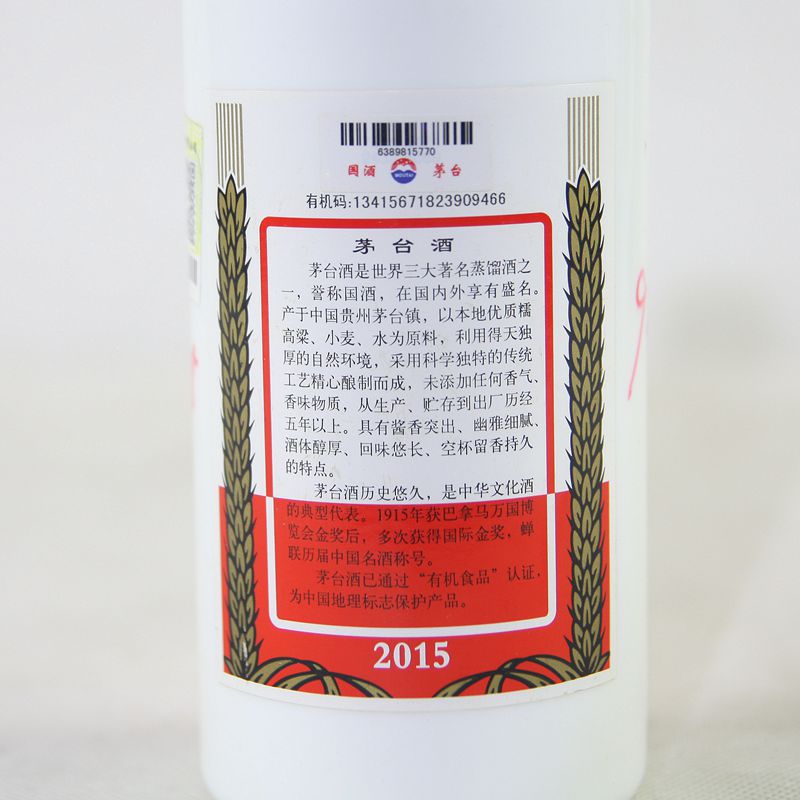 6389815770
国酒 MOUTAI 茅台
有机码:13415671823909466
茅台酒
茅台酒是世界三大著名蒸馏酒之
一，誉称国酒，在国内外享有盛名。
产于中国贵州茅台镇，以本地优质糯
高粱、小麦、水为原料，利用得天独
厚的自然环境，采用科学独特的传统
工艺精心酿制而成，未添加任何香气、
香味物质，从生产、贮存到出厂历经
五年以上。具有酱香突出、幽雅细腻、
酒体醇厚、回味悠长、空杯留香持久
的特点。
茅台酒历史悠久，是中华文化酒
的典型代表。1915年获巴拿马万国博
览会金奖后，多次获得国际金奖，蝉
联历届中国名酒称号。
茅台酒已通过“有机食品”认证，
为中国地理标志保护产品。
2015